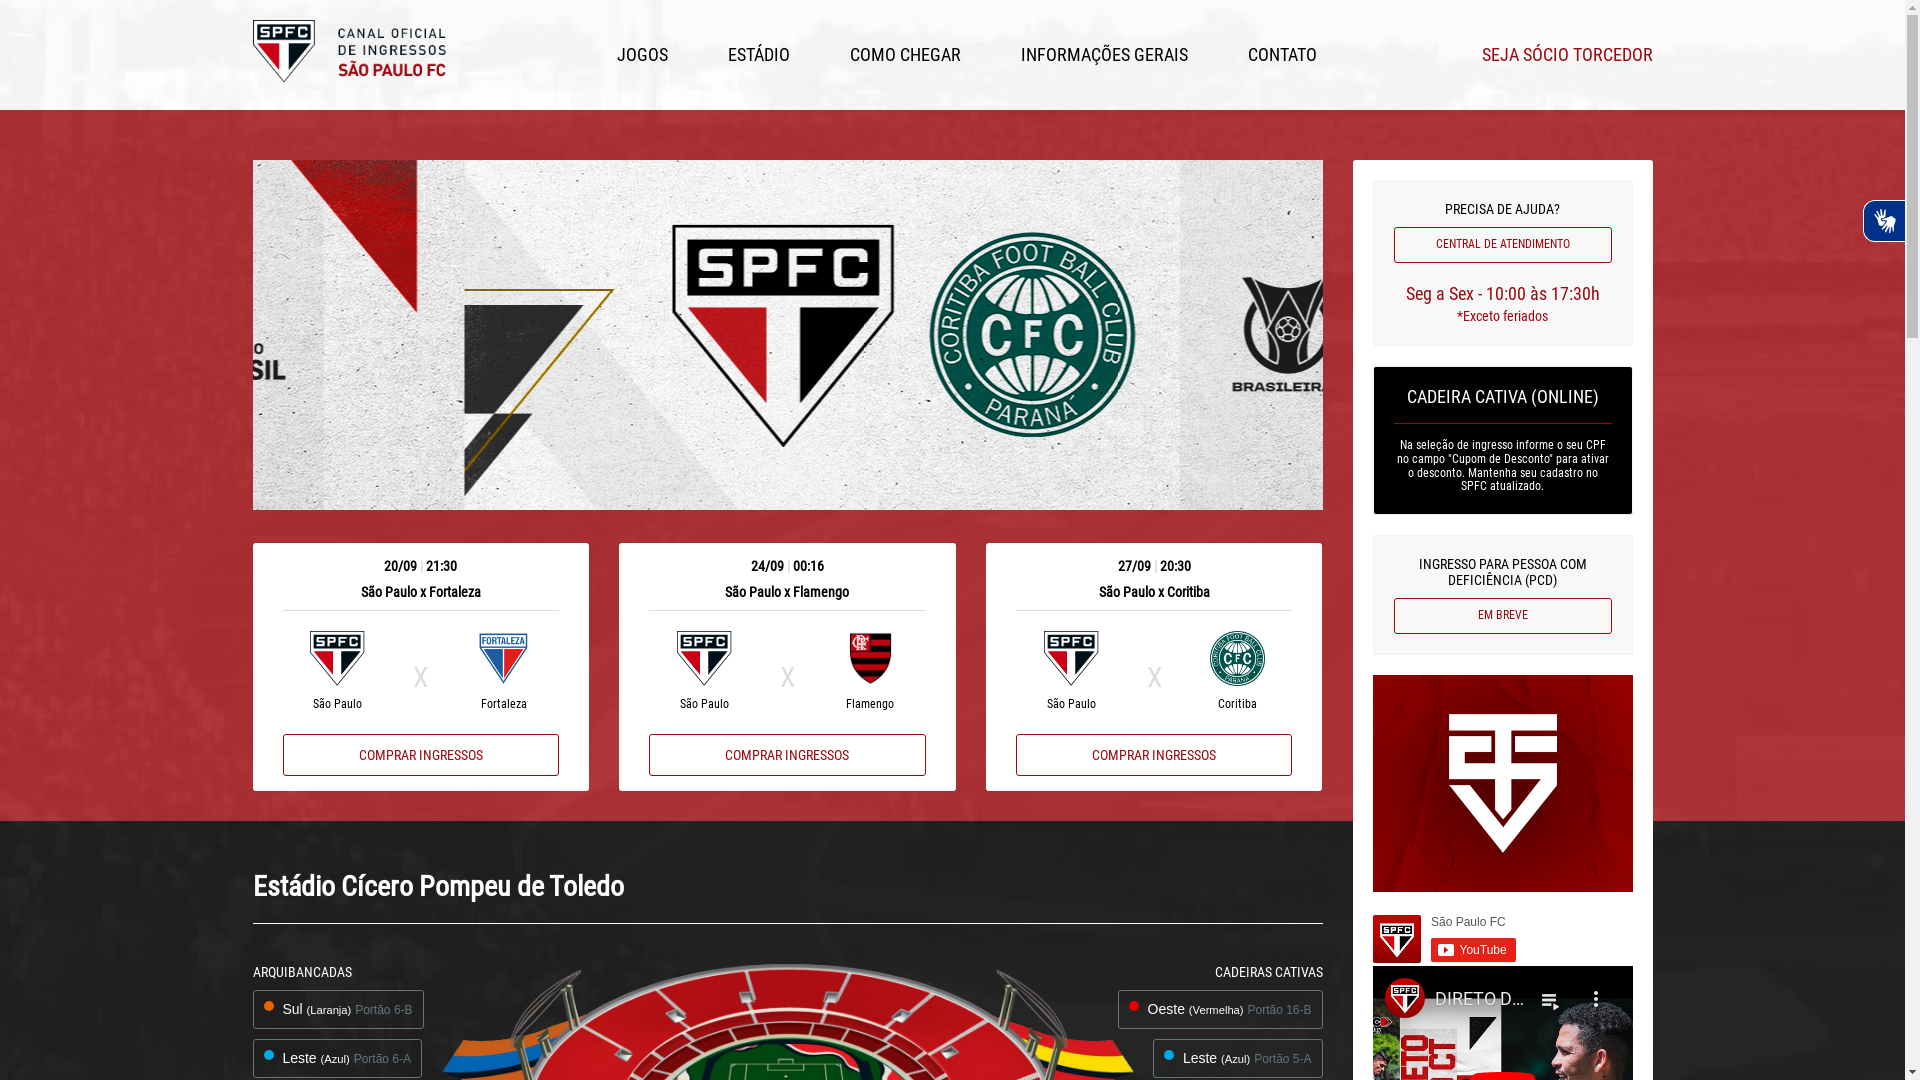 SPFC
CANAL OFICIAL
DE INGRESSOS
SÃO PAULO FC
JOGOS
ESTÁDIO
COMO CHEGAR
INFORMAÇÕES GERAIS
CONTATO
SEJA SÓCIO TORCEDOR
SPFC
CORITIBA FOOT BALL CLUB
CFC
PARANÁ
BRASILEIRA
PRECISA DE AJUDA?
CENTRAL DE ATENDIMENTO
Seg a Sex - 10:00 às 17:30h
*Exceto feriados
CADEIRA CATIVA (ONLINE)
Na seleção de ingresso informe o seu CPF
no campo "Cupom de Desconto" para ativar
o desconto. Mantenha seu cadastro no
SPFC atualizado.
INGRESSO PARA PESSOA COM
DEFICIÊNCIA (PCD)
EM BREVE
20/09 | 21:30
São Paulo x Fortaleza
SPFC
X
FORTALEZA
São Paulo
Fortaleza
COMPRAR INGRESSOS
24/09 | 00:16
São Paulo x Flamengo
SPFC
X
São Paulo
Flamengo
COMPRAR INGRESSOS
27/09 | 20:30
São Paulo x Coritiba
SPFC
X
CFC
São Paulo
Coritiba
COMPRAR INGRESSOS
Estádio Cícero Pompeu de Toledo
ARQUIBANCADAS
Sul (Laranja) Portão 6-B
Leste (Azul) Portão 6-A
CADEIRAS CATIVAS
Oeste (Vermelha) Portão 16-B
Leste (Azul) Portão 5-A
SPFC
São Paulo FC
YouTube
SPFC
DIRETO D...